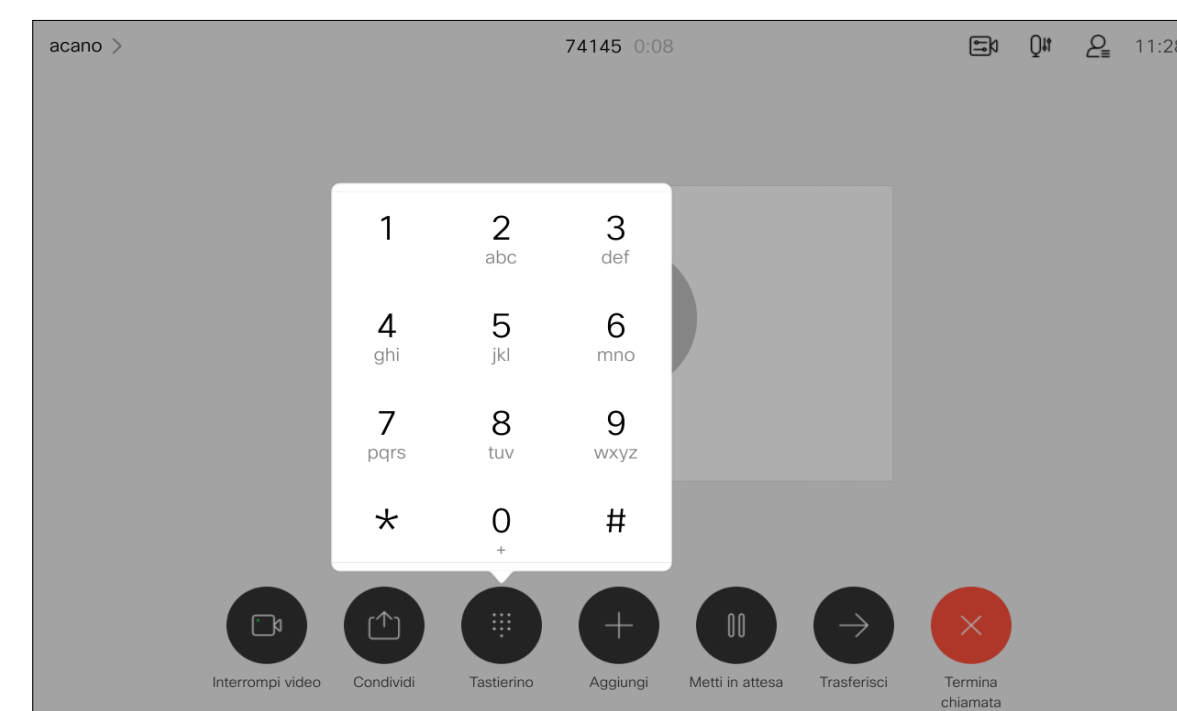 acano
74145 0:08
11:28
1 2 3
abc def
4 5 6
ghi jkl mno
7 8 9
pqrs tuv wxyz
* 0 #
+
Interrompi video Condividi Tastierino Aggiungi Metti in attesa Trasferisci Termina
chiamata